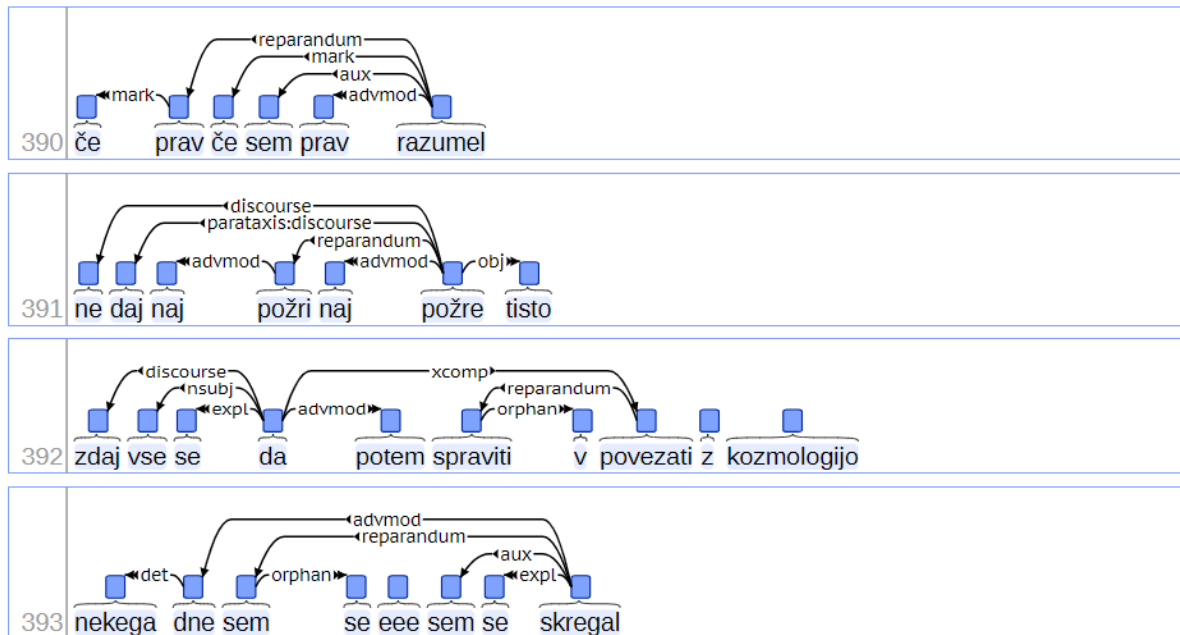 reparandum
mark
aux
mark advmod
390 če prav če sem prav razumel
discourse
parataxis:discourse
reparandum
advmod advmod obj
391 ne daj naj požri naj požre tisto
discourse xcomp
nsubj reparandum
expl advmod orphan
392 zdaj vse se da potem spraviti v povezati z kozmologijo
advmod
reparandum
aux
det orphan expl
393 nekega dne sem se eee sem se skregal